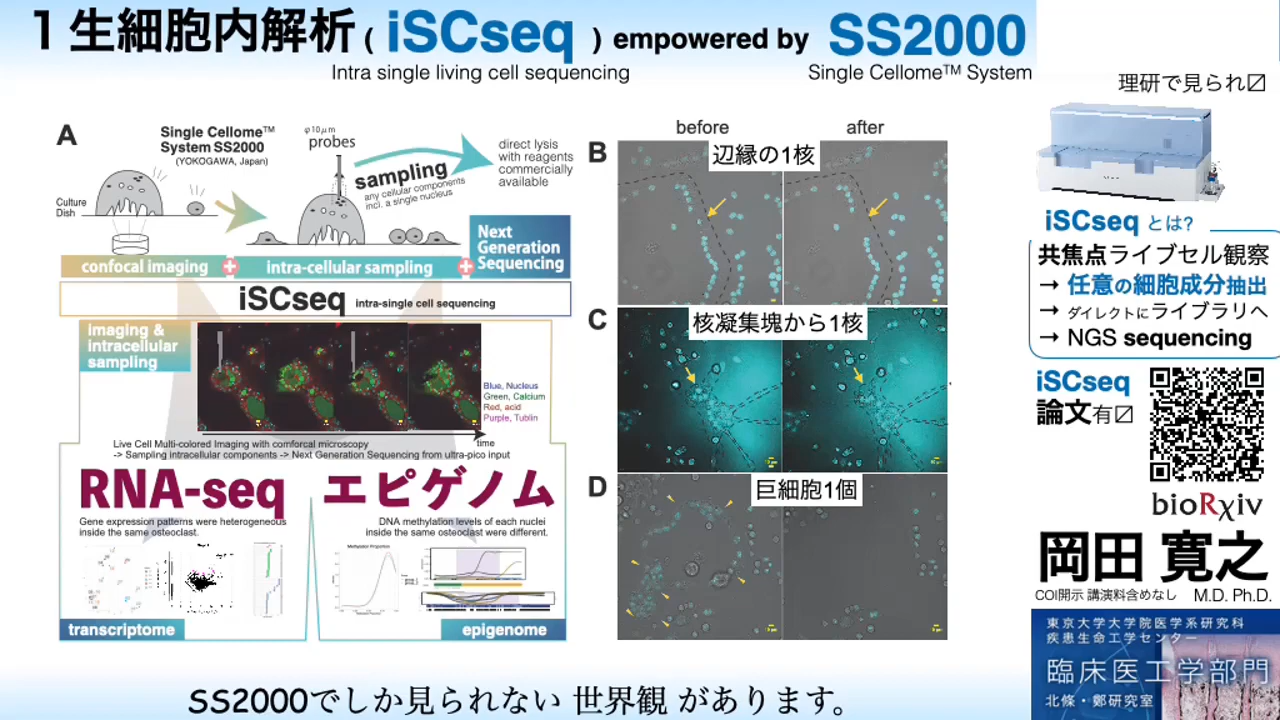 1生細胞内解析 ( iSCseq ) empowered by SS2000
Intra single living cell sequencing
Single Cellome™ System
理研で見られ〼
A
Single Cellome™
System SS2000
(YOKOGAWA, Japan)
φ10μm
probes
sampling
any cellular components
incl. a single nucleus
direct lysis
with reagents
commercially
available
Culture
Dish
confocal imaging
+
intra-cellular sampling
+
Next
Generation
Sequencing
iSCseq intra-single cell sequencing
imaging &
intracellular
sampling
Blue, Nucleus
Green, Calcium
Red, acid
Purple, Tublin
time
Live Cell Multi-colored Imaging with comforcal microscopy
-> Sampling intracellular components -> Next Generation Sequencing from ultra-pico input
RNA-seq
Gene expression patterns were heterogeneous
inside the same osteoclast.
transcriptome
エピゲノム
DNA methylation levels of each nuclei
inside the same osteoclast were different.
Methylation Proportion
epigenome
before
after
B
辺縁の1核
C
核凝集塊から1核
D
巨細胞1個
iSCseq とは?
共焦点ライブセル観察
→ 任意の細胞成分抽出
→ ダイレクトにライブラリへ
→ NGS sequencing
iSCseq
論文有〼
bioRxiv
岡田 寛之
COI開示 講演料含めなし M.D. Ph.D.
東京大学大学院医学系研究科
疾患生命工学センター
臨床医工学部門
北條・鄭研究室
SS2000でしか見られない 世界観 があります。